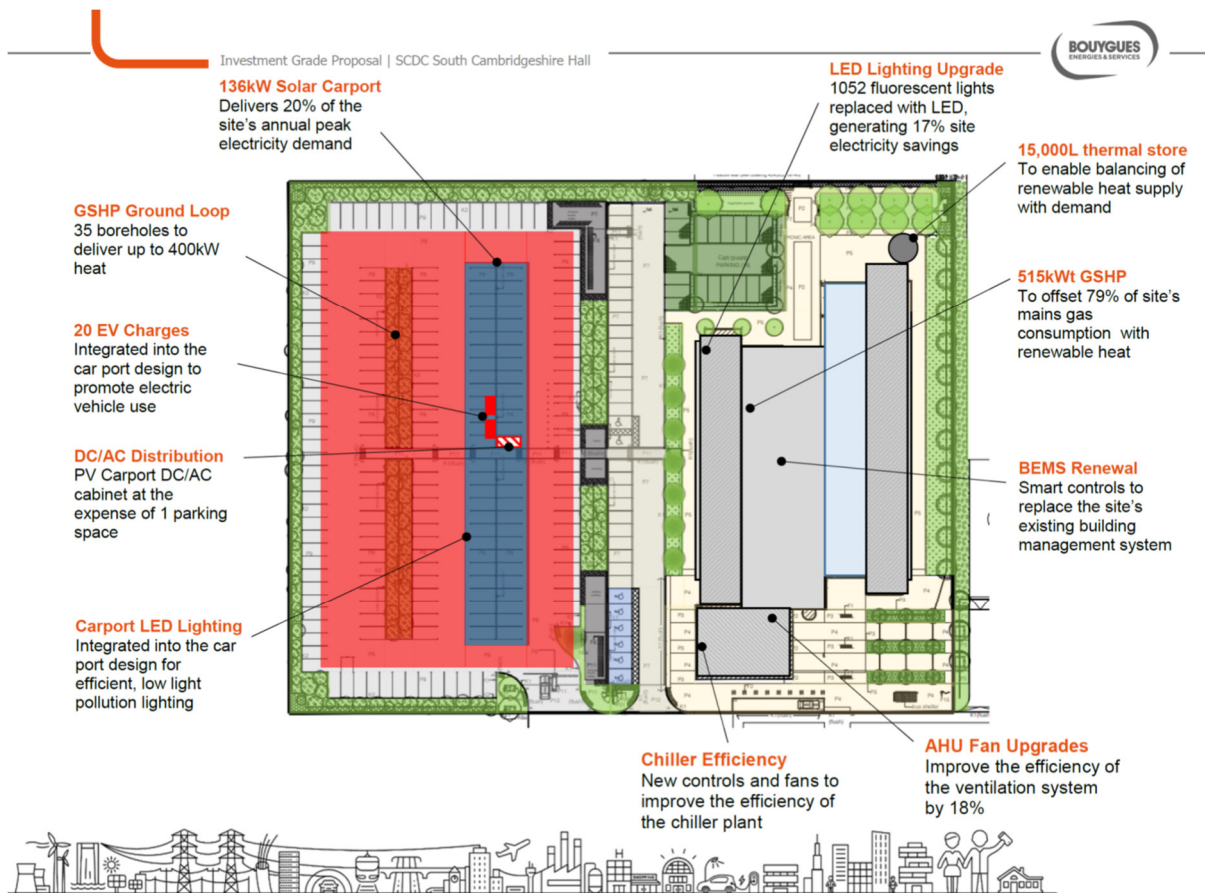 Investment Grade Proposal | SCDC South Cambridgeshire Hall
BOUYGUES
ENERGIES & SERVICES
136kW Solar Carport
Delivers 20% of the
site's annual peak
electricity demand
LED Lighting Upgrade
1052 fluorescent lights
replaced with LED,
generating 17% site
electricity savings
15,000L thermal store
To enable balancing of
renewable heat supply
with demand
GSHP Ground Loop
35 boreholes to
deliver up to 400kW
heat
515kWt GSHP
To offset 79% of site's
mains gas
consumption with
renewable heat
20 EV Charges
Integrated into the
car port design to
promote electric
vehicle use
DC/AC Distribution
PV Carport DC/AC
cabinet at the
expense of 1 parking
space
BEMS Renewal
Smart controls to
replace the site's
existing building
management system
Carport LED Lighting
Integrated into the car
port design for
efficient, low light
pollution lighting
Chiller Efficiency
New controls and fans to
improve the efficiency of
the chiller plant
AHU Fan Upgrades
Improve the efficiency of
the ventilation system
by 18%